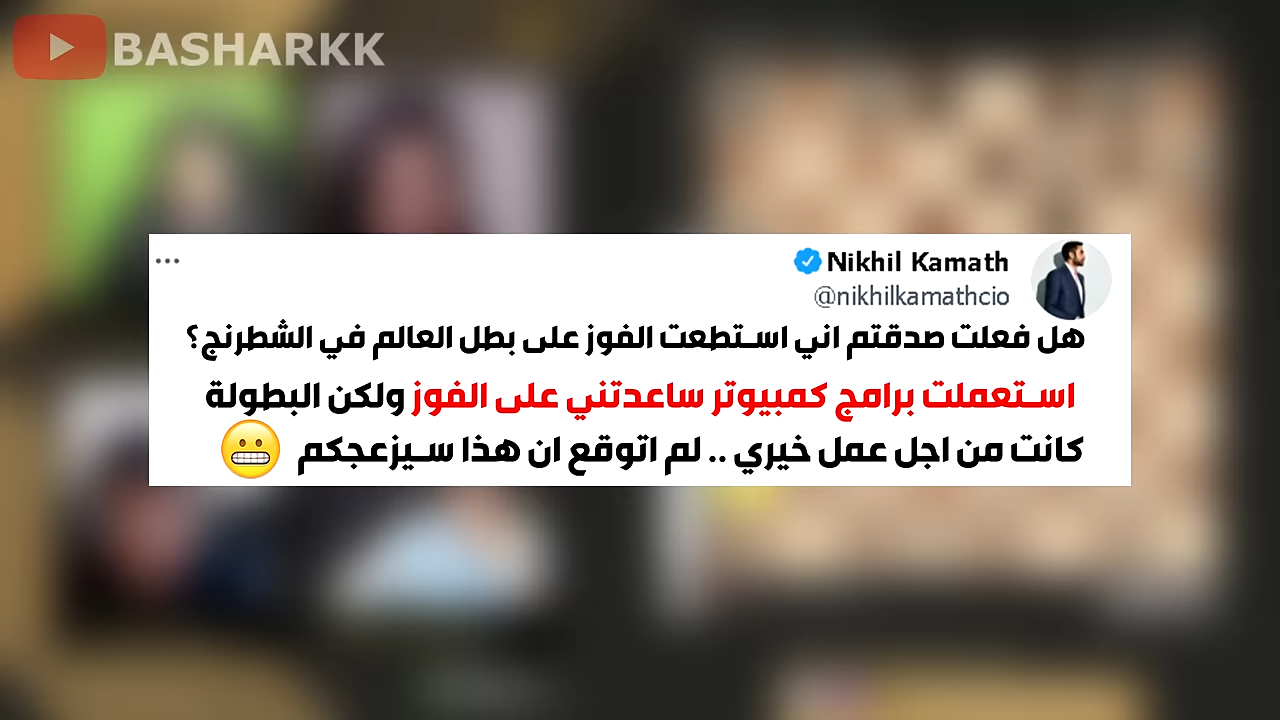 BASHARKK
Nikhil Kamath
@nikhilkamathcio
هل فعلت صدقتم اني استطعت الفوز على بطل العالم في الشطرنج؟
استعملت برامج كمبيوتر ساعدتني على الفوز ولكن البطولة
كانت من اجل عمل خيري .. لم اتوقع ان هذا سيزعجكم 😬